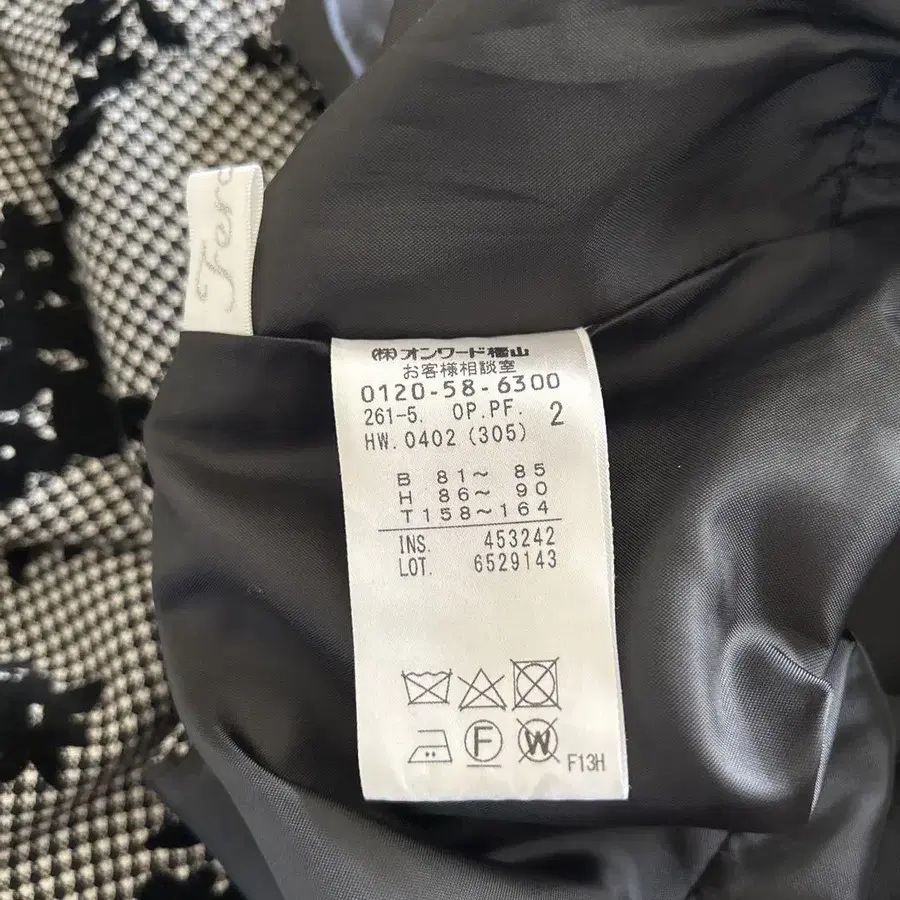 ㈱オンワード樫山
お客様相談室
0120-58-6300
261-5. OP.PF. 2
HW.0402(305)
B 81～ 85
H 86～ 90
T158～164
INS. 453242
LOT. 6529143
F
W
F13H